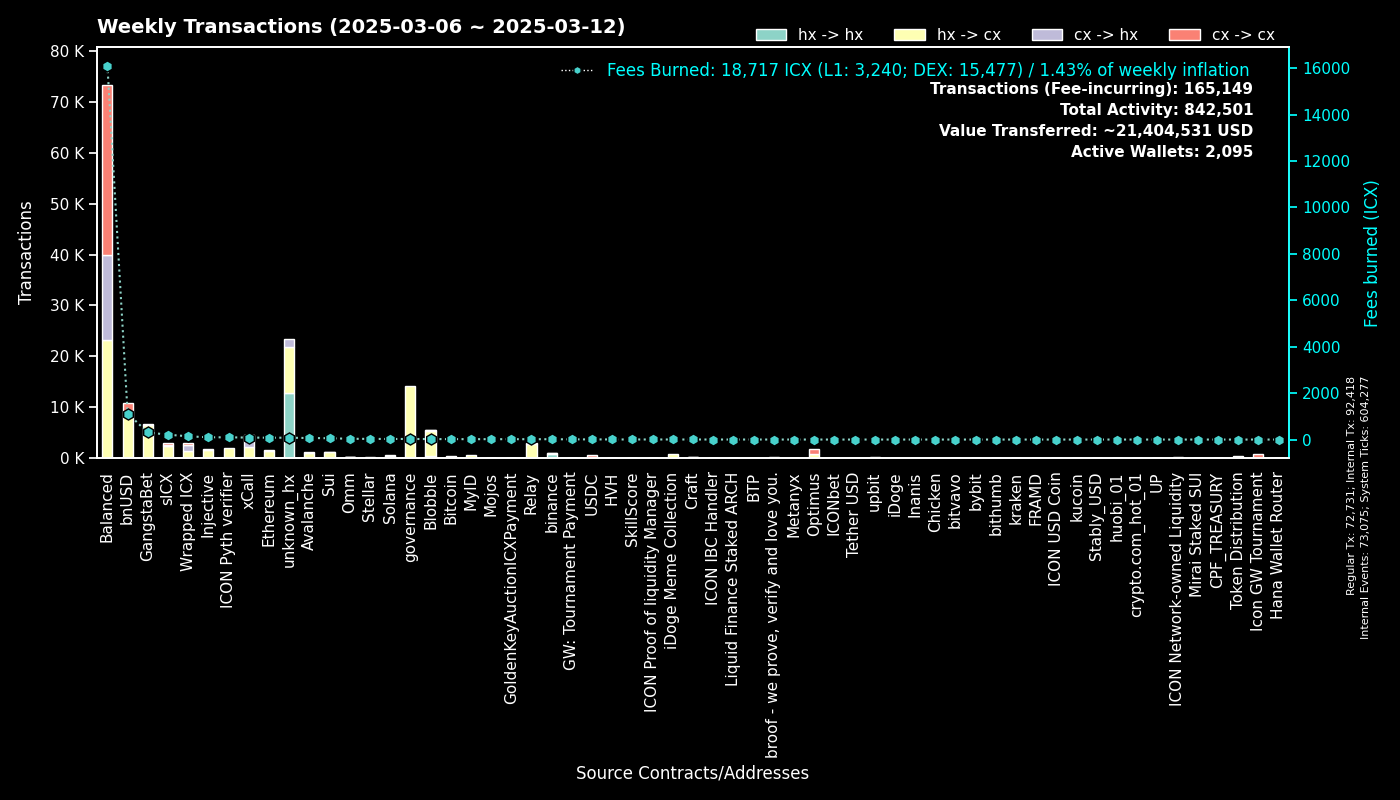 Weekly Transactions (2025-03-06 ~ 2025-03-12)
hx -> hx
hx -> cx
cx -> hx
cx -> cx
Fees Burned: 18,717 ICX (L1: 3,240; DEX: 15,477) / 1.43% of weekly inflation
Transactions (Fee-incurring): 165,149
Total Activity: 842,501
Value Transferred: ~21,404,531 USD
Active Wallets: 2,095
Transactions
80 K
70 K
60 K
50 K
40 K
30 K
20 K
10 K
0 K
16000
14000
12000
10000
8000
6000
4000
2000
0
Fees burned (ICX)
Regular Tx: 72,731; Internal Tx: 92,418
Internal Events: 73,075; System Ticks: 604,277
Balanced
bnUSD
GangstaBet
sICX
Wrapped ICX
Injective
ICON Pyth verifier
xCall
Ethereum
unknown_hx
Avalanche
Sui
Omm
Stellar
Solana
governance
Blobble
Bitcoin
MyID
Mojos
GoldenKeyAuctionICXPayment
Relay
binance
GW: Tournament Payment
USDC
HVH
SkillScore
ICON Proof of liquidity Manager
iDoge Meme Collection
Craft
ICON IBC Handler
Liquid Finance Staked ARCH
BTP
broof - we prove, verify and love you.
Metanyx
Optimus
ICONbet
Tether USD
upbit
iDoge
Inanis
Chicken
bitvavo
bybit
bithumb
kraken
FRAMD
ICON USD Coin
kucoin
Stably_USD
huobi_01
crypto.com_hot_01
UP
ICON Network-owned Liquidity
Mirai Staked SUI
CPF_TREASURY
Token Distribution
Icon GW Tournament
Hana Wallet Router
Source Contracts/Addresses